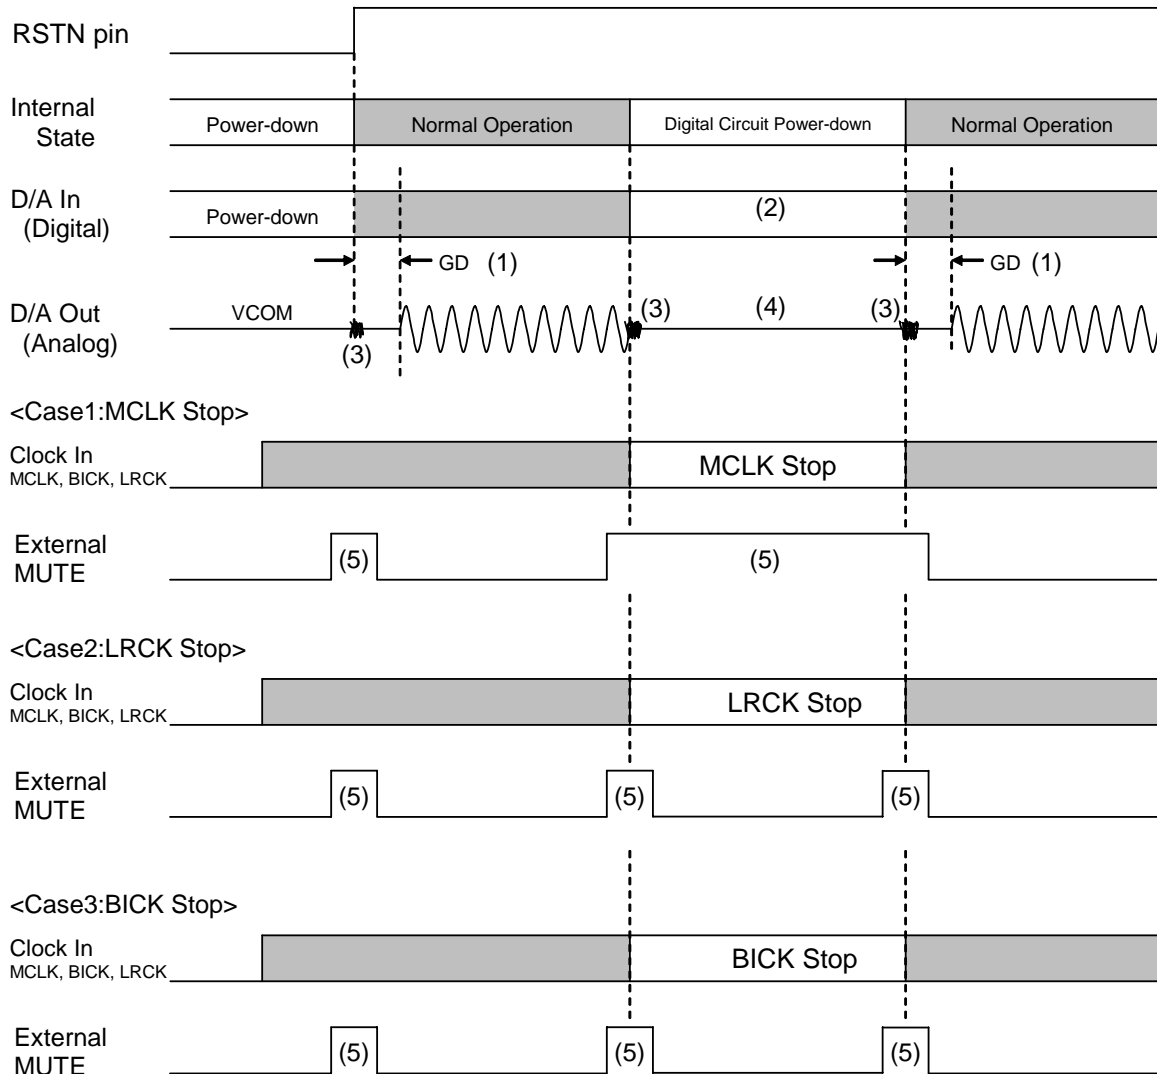 RSTN pin
Internal
State
Power-down Normal Operation Digital Circuit Power-down Normal Operation
D/A In
(Digital)
Power-down (2)
GD (1) GD (1)
D/A Out
(Analog)
VCOM (3) (3) (4) (3)
<Case1:MCLK Stop>
Clock In
MCLK, BICK, LRCK
MCLK Stop
External
MUTE
(5) (5)
<Case2:LRCK Stop>
Clock In
MCLK, BICK, LRCK
LRCK Stop
External
MUTE
(5) (5) (5)
<Case3:BICK Stop>
Clock In
MCLK, BICK, LRCK
BICK Stop
External
MUTE
(5) (5) (5)